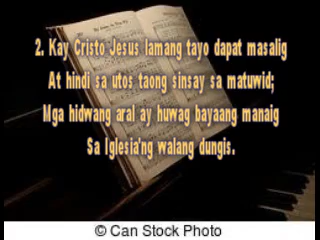 2. Kay Cristo Jesus lamang tayo dapat masalig
At hindi sa utos taong sinsay sa matuwid;
Mga hidwang aral ay huwag bayaang manaig
Sa Iglesia'ng walang dungis.
© Can Stock Photo